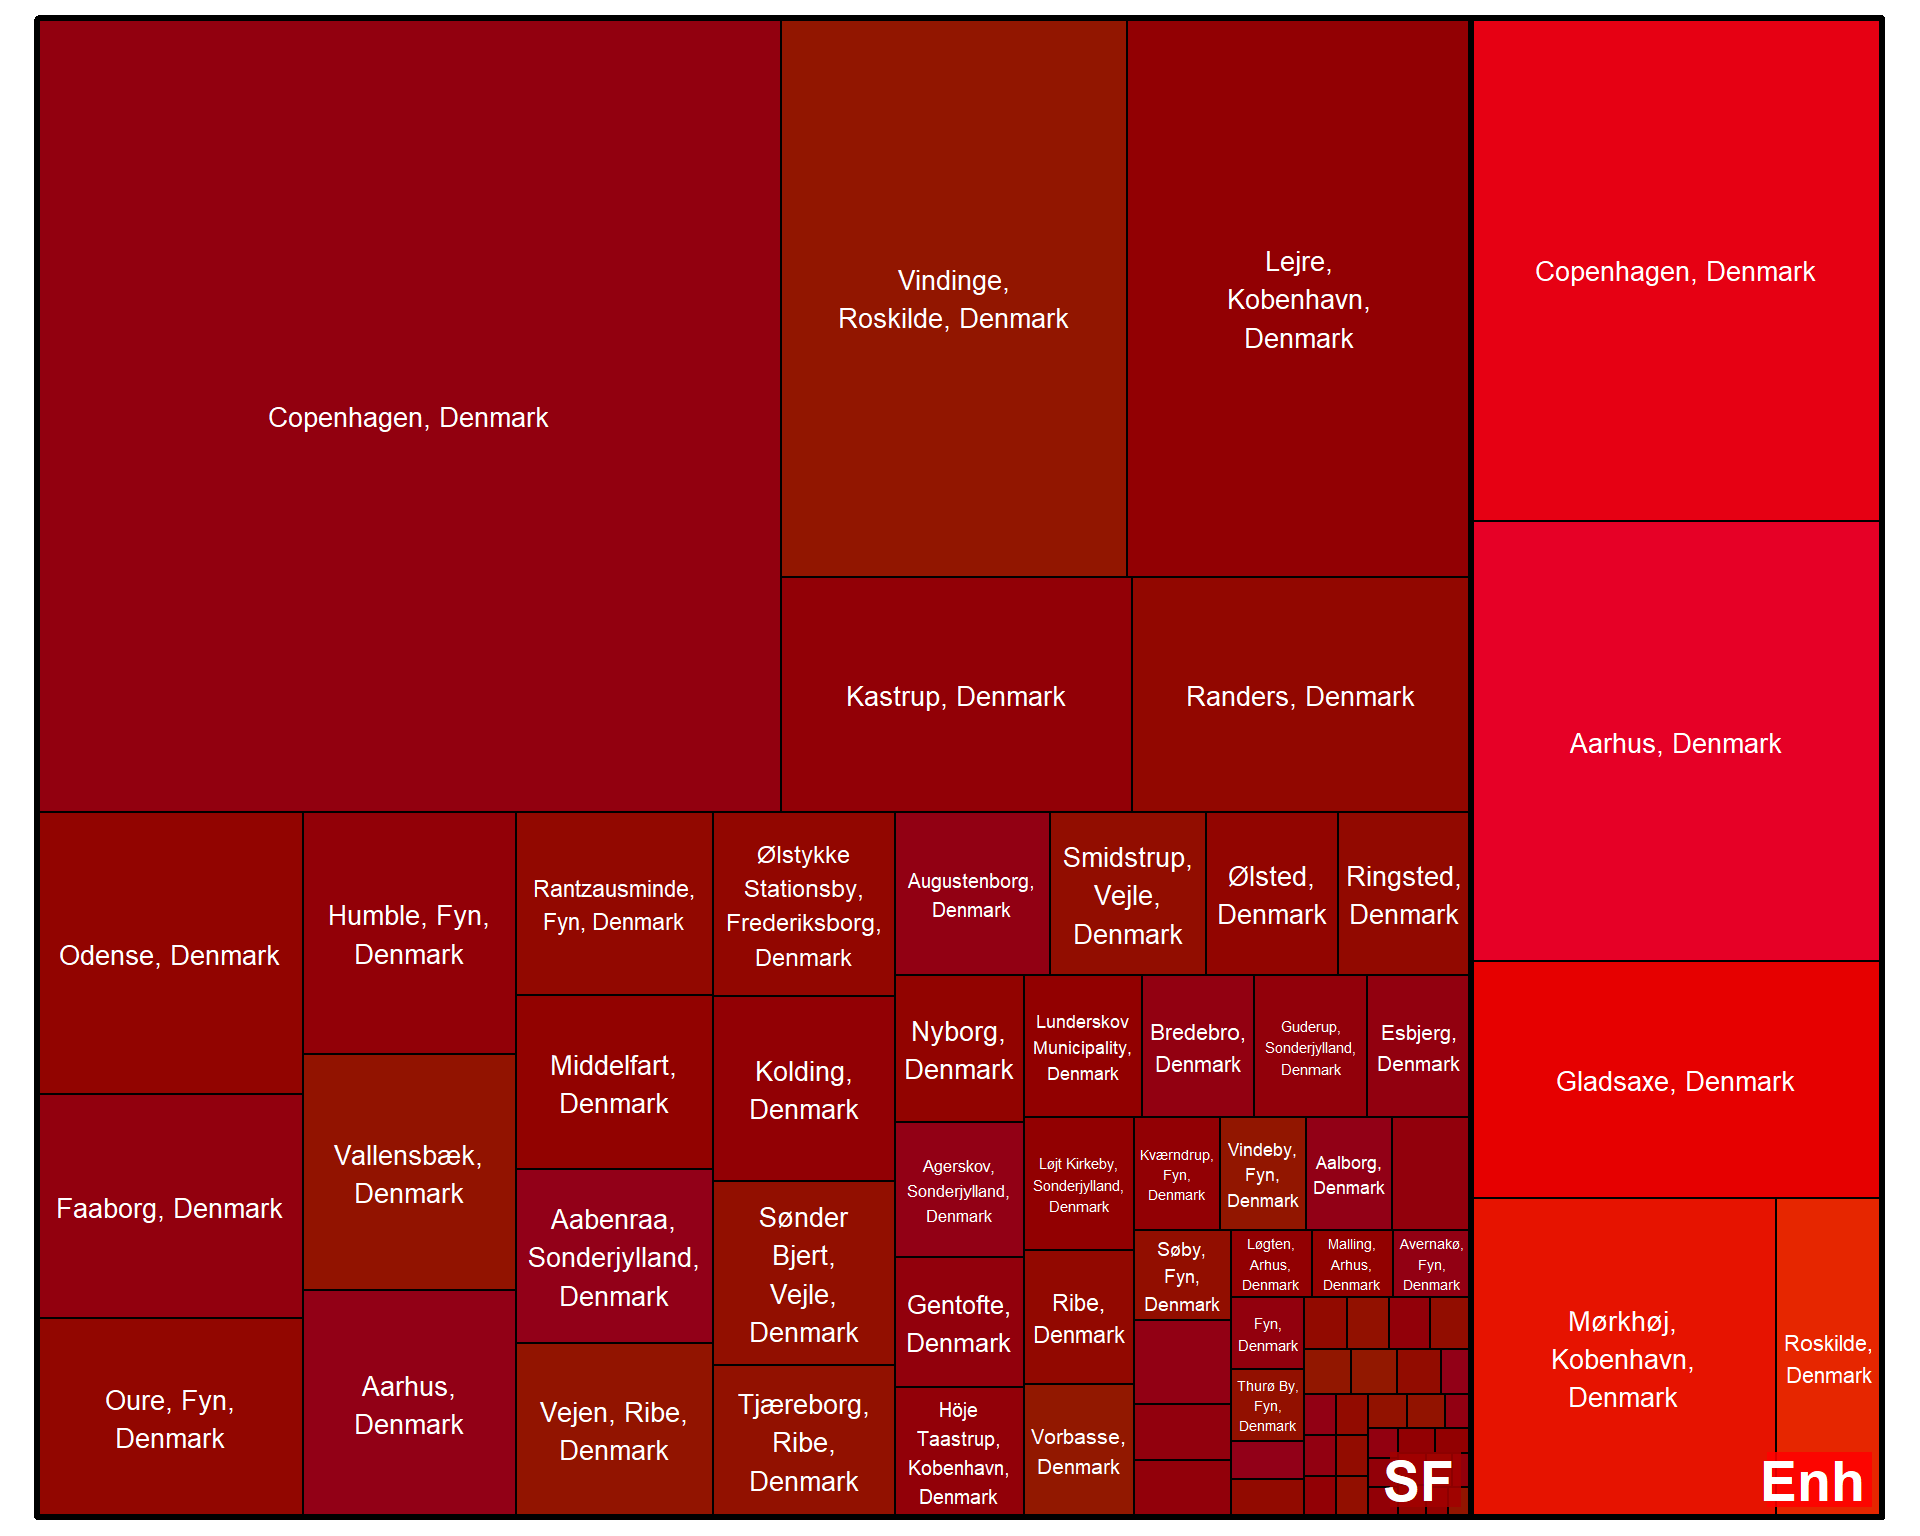 Copenhagen, Denmark
Vindinge,
Roskilde, Denmark
Lejre,
Kobenhavn,
Denmark
Kastrup, Denmark
Randers, Denmark
Odense, Denmark
Faaborg, Denmark
Oure, Fyn,
Denmark
Humble, Fyn,
Denmark
Vallensbæk,
Denmark
Aarhus,
Denmark
Rantzausminde,
Fyn, Denmark
Middelfart,
Denmark
Aabenraa,
Sonderjylland,
Denmark
Vejen, Ribe,
Denmark
Ølstykke
Stationsby,
Frederiksborg,
Denmark
Kolding,
Denmark
Sønder
Bjert,
Vejle,
Denmark
Tjæreborg,
Ribe,
Denmark
Augustenborg,
Denmark
Smidstrup,
Vejle,
Denmark
Ølsted,
Denmark
Ringsted,
Denmark
Nyborg,
Denmark
Agerskov,
Sonderjylland,
Denmark
Gentofte,
Denmark
Höje
Taastrup,
Kobenhavn,
Denmark
Lunderskov
Municipality,
Denmark
Bredebro,
Denmark
Guderup,
Sonderjylland,
Denmark
Esbjerg,
Denmark
Løjt Kirkeby,
Sonderjylland,
Denmark
Ribe,
Denmark
Vorbasse,
Denmark
Kværndrup,
Fyn,
Denmark
Vindeby,
Fyn,
Denmark
Aalborg,
Denmark
Søby,
Fyn,
Denmark
Løgten,
Arhus,
Denmark
Malling,
Arhus,
Denmark
Avernakø,
Fyn,
Denmark
Fyn,
Denmark
Thurø By,
Fyn,
Denmark
SF
Copenhagen, Denmark
Aarhus, Denmark
Gladsaxe, Denmark
Mørkhøj,
Kobenhavn,
Denmark
Roskilde,
Denmark
Enh